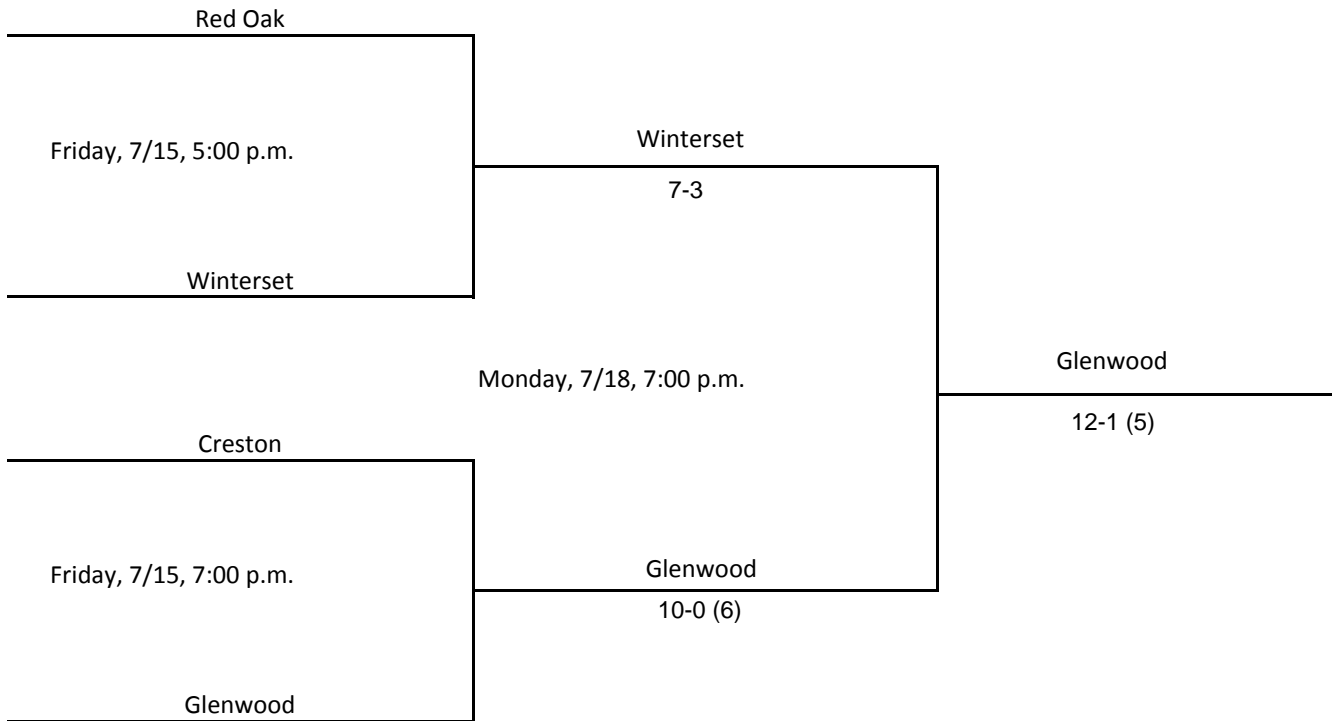 Red Oak
Friday, 7/15, 5:00 p.m.
Winterset
7-3
Winterset
Monday, 7/18, 7:00 p.m.
Glenwood
12-1 (5)
Creston
Friday, 7/15, 7:00 p.m.
Glenwood
10-0 (6)
Glenwood